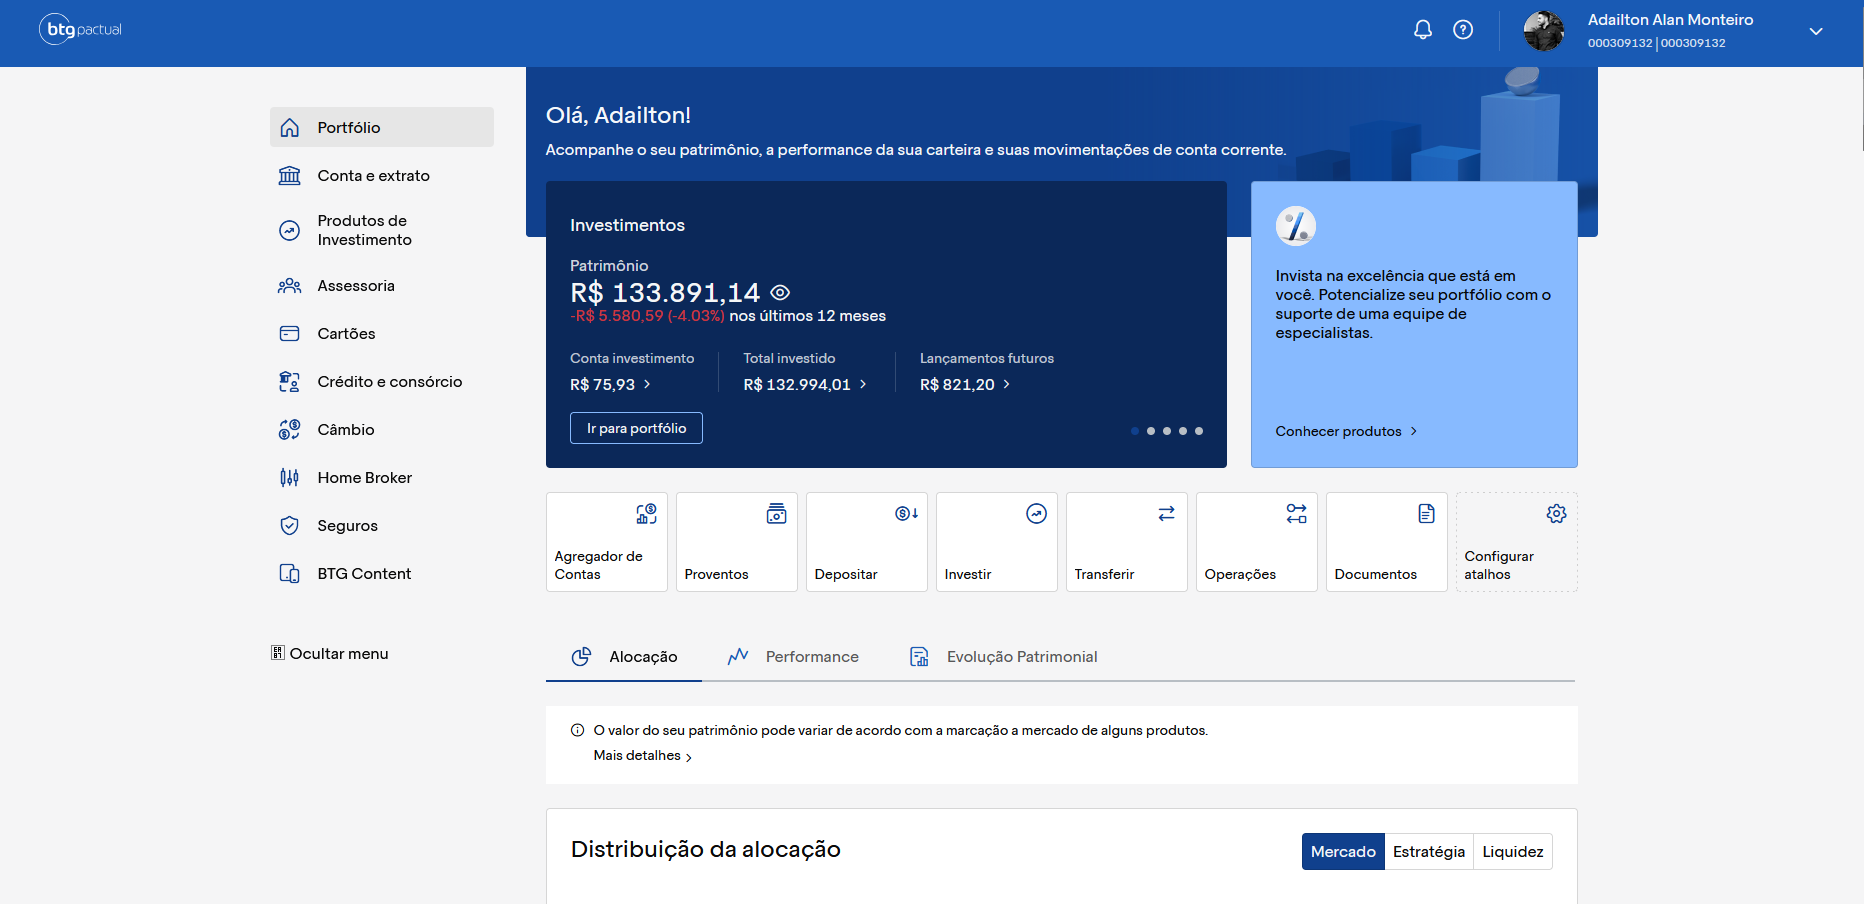 btg pactual
Adailton Alan Monteiro
000309132 | 000309132
Portfólio
Conta e extrato
Produtos de
Investimento
Assessoria
Cartões
Crédito e consórcio
Câmbio
Home Broker
Seguros
BTG Content
Ocultar menu
Olá, Adailton!
Acompanhe o seu patrimônio, a performance da sua carteira e suas movimentações de conta corrente.
Investimentos
Patrimônio
R$ 133.891,14
-R$ 5.580,59 (-4.03%) nos últimos 12 meses
Conta investimento
R$ 75,93
Total investido
R$ 132.994,01
Lançamentos futuros
R$ 821,20
Ir para portfólio
Invista na excelência que está em
você. Potencialize seu portfólio com o
suporte de uma equipe de
especialistas.
Conhecer produtos
Agregador de
Contas
Proventos
Depositar
Investir
Transferir
Operações
Documentos
Configurar
atalhos
Alocação
Performance
Evolução Patrimonial
O valor do seu patrimônio pode variar de acordo com a marcação a mercado de alguns produtos.
Mais detalhes
Distribuição da alocação
Mercado
Estratégia
Liquidez